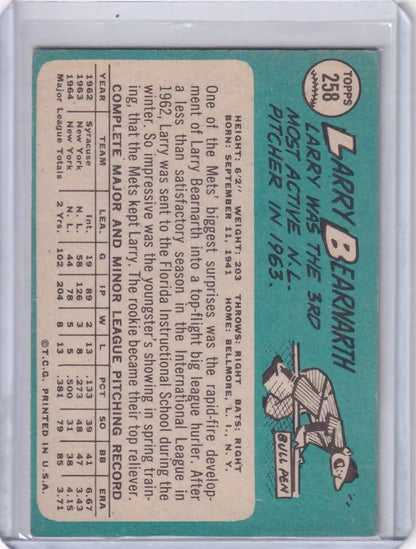 TOPPS
258
LARRY BEARNARTH
LARRY WAS THE 3RD
MOST ACTIVE N.L.
PITCHER IN 1963.
BULL PEN
HEIGHT: 6'2" WEIGHT: 203 THROWS: RIGHT BATS: RIGHT
BORN: SEPTEMBER 11, 1941 HOME: BELLMORE, L. I., N. Y.
One of the Mets' biggest surprises was the rapid-fire develop-
ment of Larry Bearnarth into a top-flight big league hurler. After
a less than satisfactory season in the International League in
1962, Larry was sent to the Florida Instructional School during the
winter. So impressive was the youngster's showing in spring train-
ing, that the Mets kept Larry. The rookie became their top reliever.
COMPLETE MAJOR AND MINOR LEAGUE PITCHING RECORD
YEAR TEAM LEA. G IP W L PCT SO BB ERA
1962 Syracuse Int. 19 89 2 13 .133 39 41 6.67
1963 New York N. L. 58 126 3 8 .273 48 47 3.43
1964 New York N. L. 44 78 5 5 .500 31 38 4.15
Major League Totals 2 Yrs. 102 204 8 13 .381 79 85 3.71
©T.C.G. PRINTED IN U.S.A.